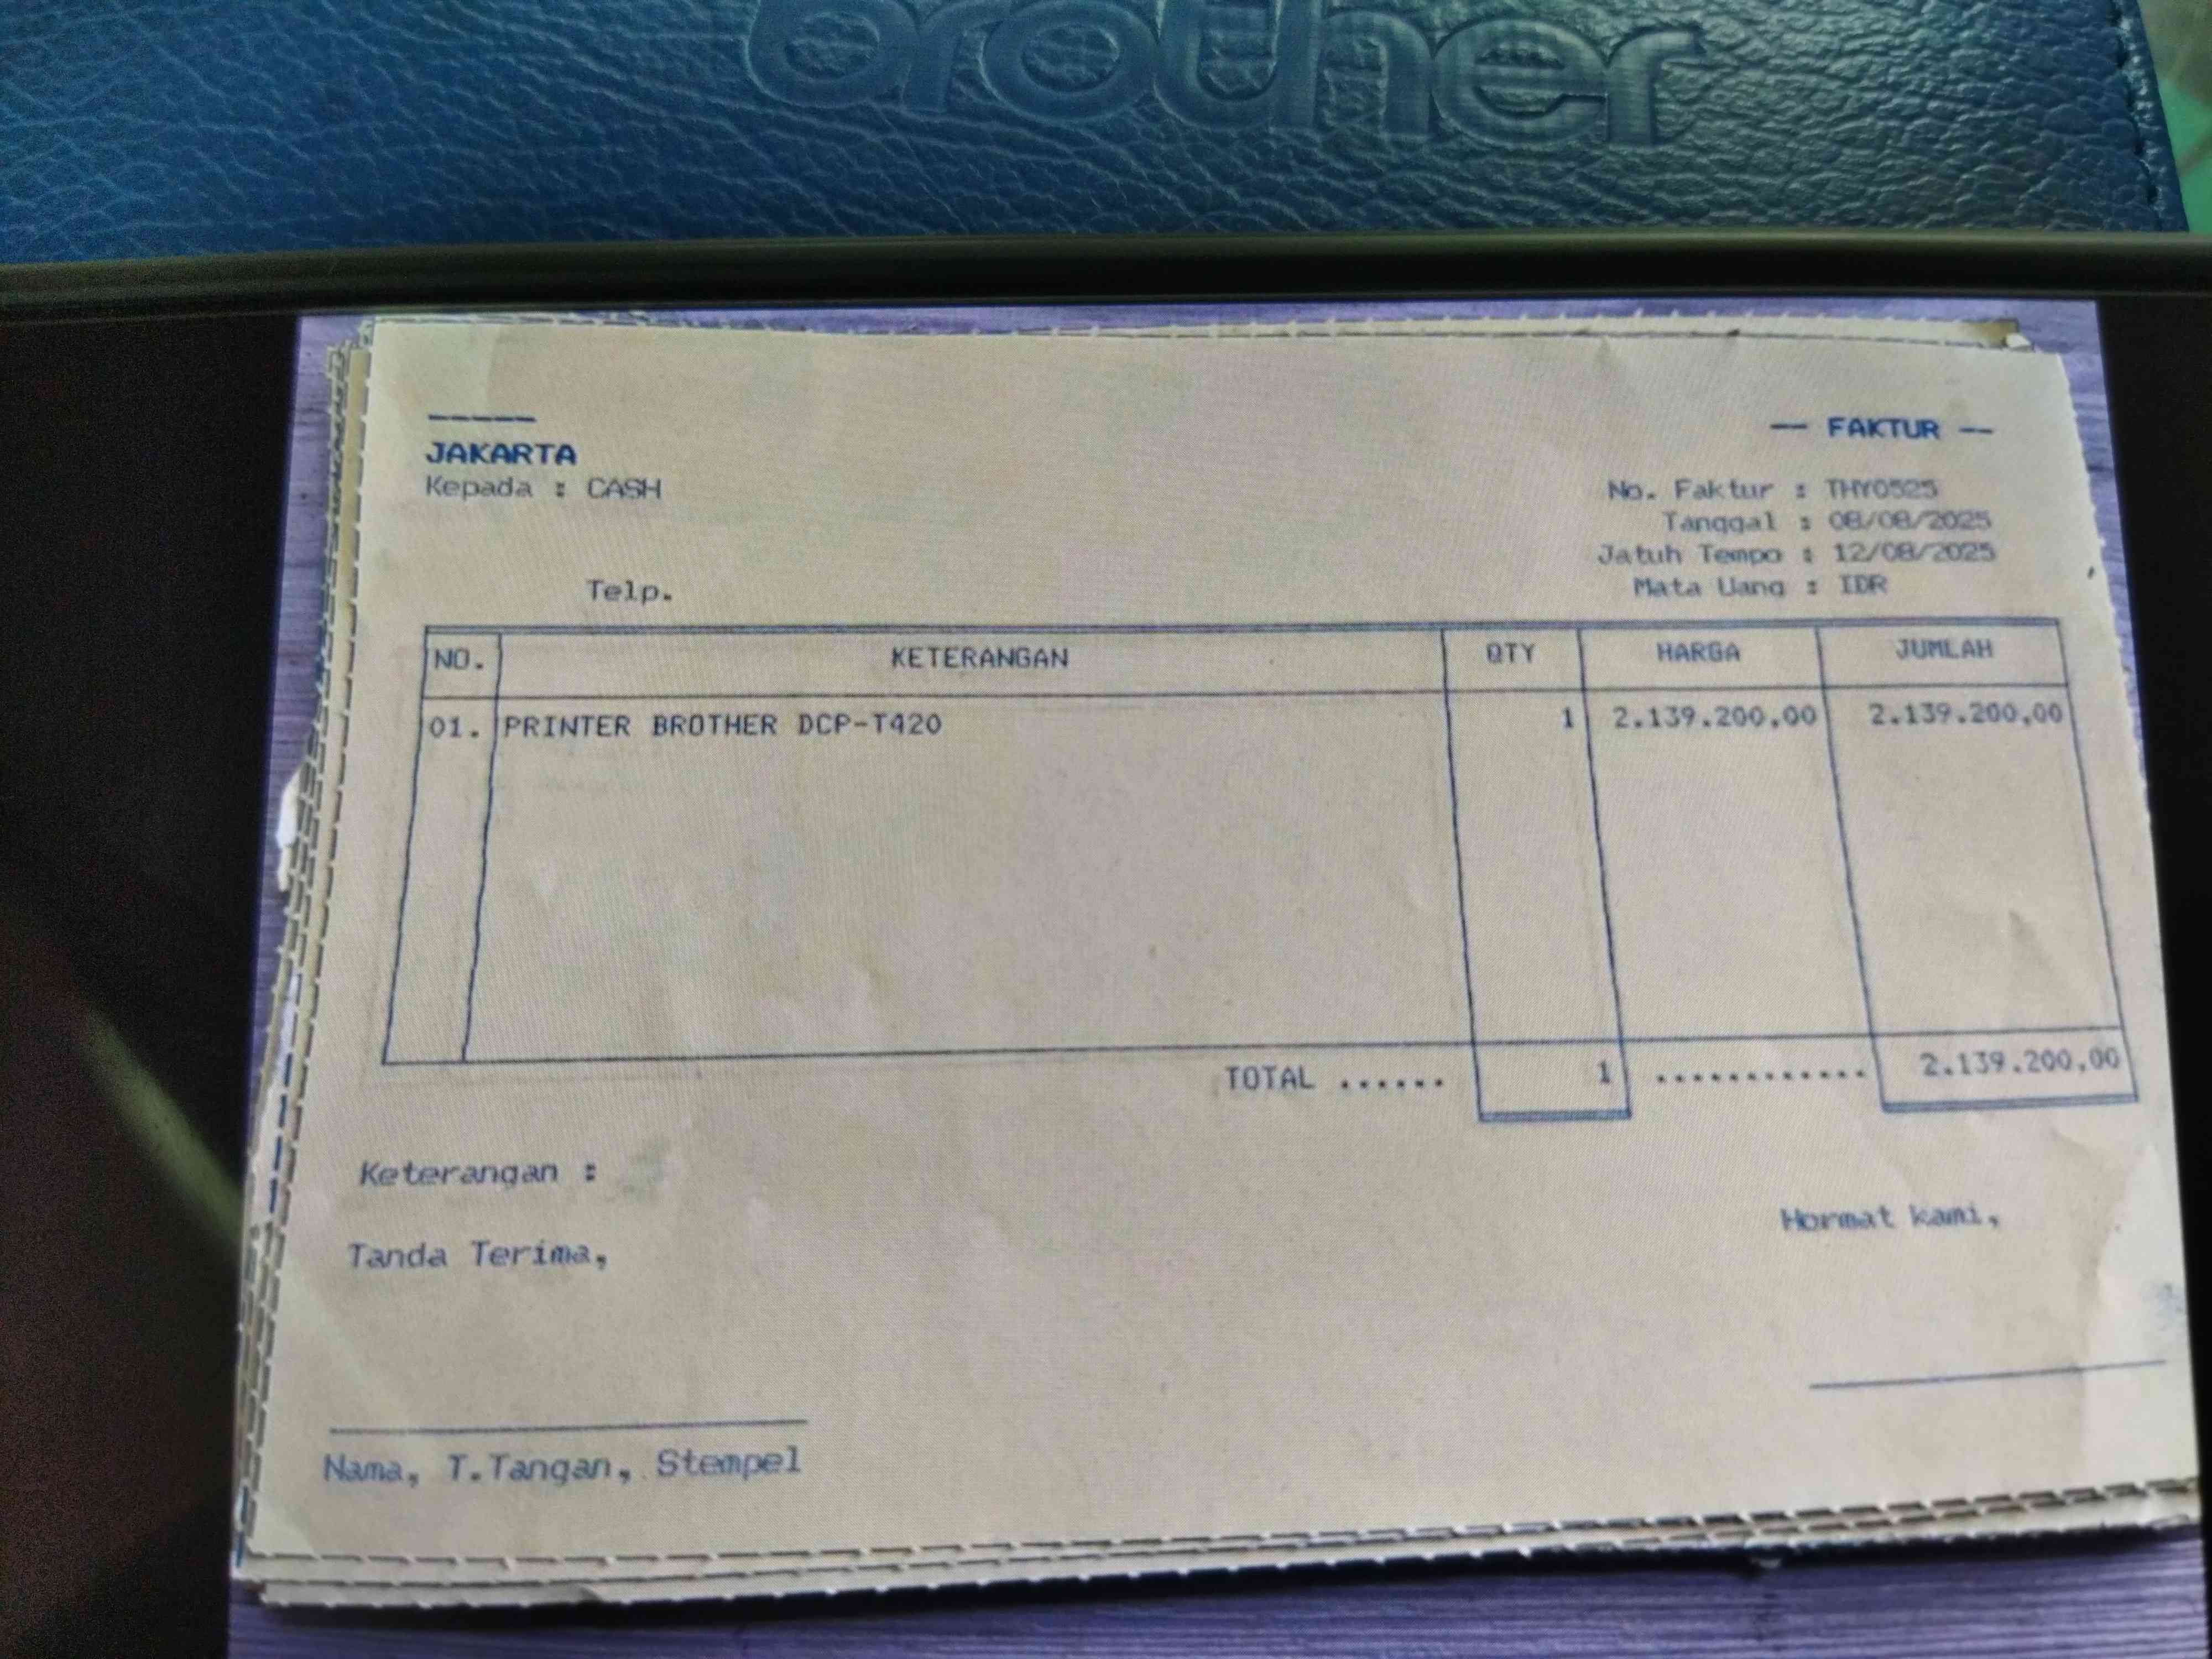 brother
-----
JAKARTA
Kepada : CASH
Telp.
-- FAKTUR --
No. Faktur : THY0525
Tanggal : 08/08/2025
Jatuh Tempo : 12/08/2025
Mata Uang : IDR
NO. KETERANGAN QTY HARGA JUMLAH
01. PRINTER BROTHER DCP-T420 1 2.139.200,00 2.139.200,00
TOTAL ...... 1 ............ 2.139.200,00
Keterangan :
Tanda Terima,
Hormat kami,
Nama, T.Tangan, Stempel